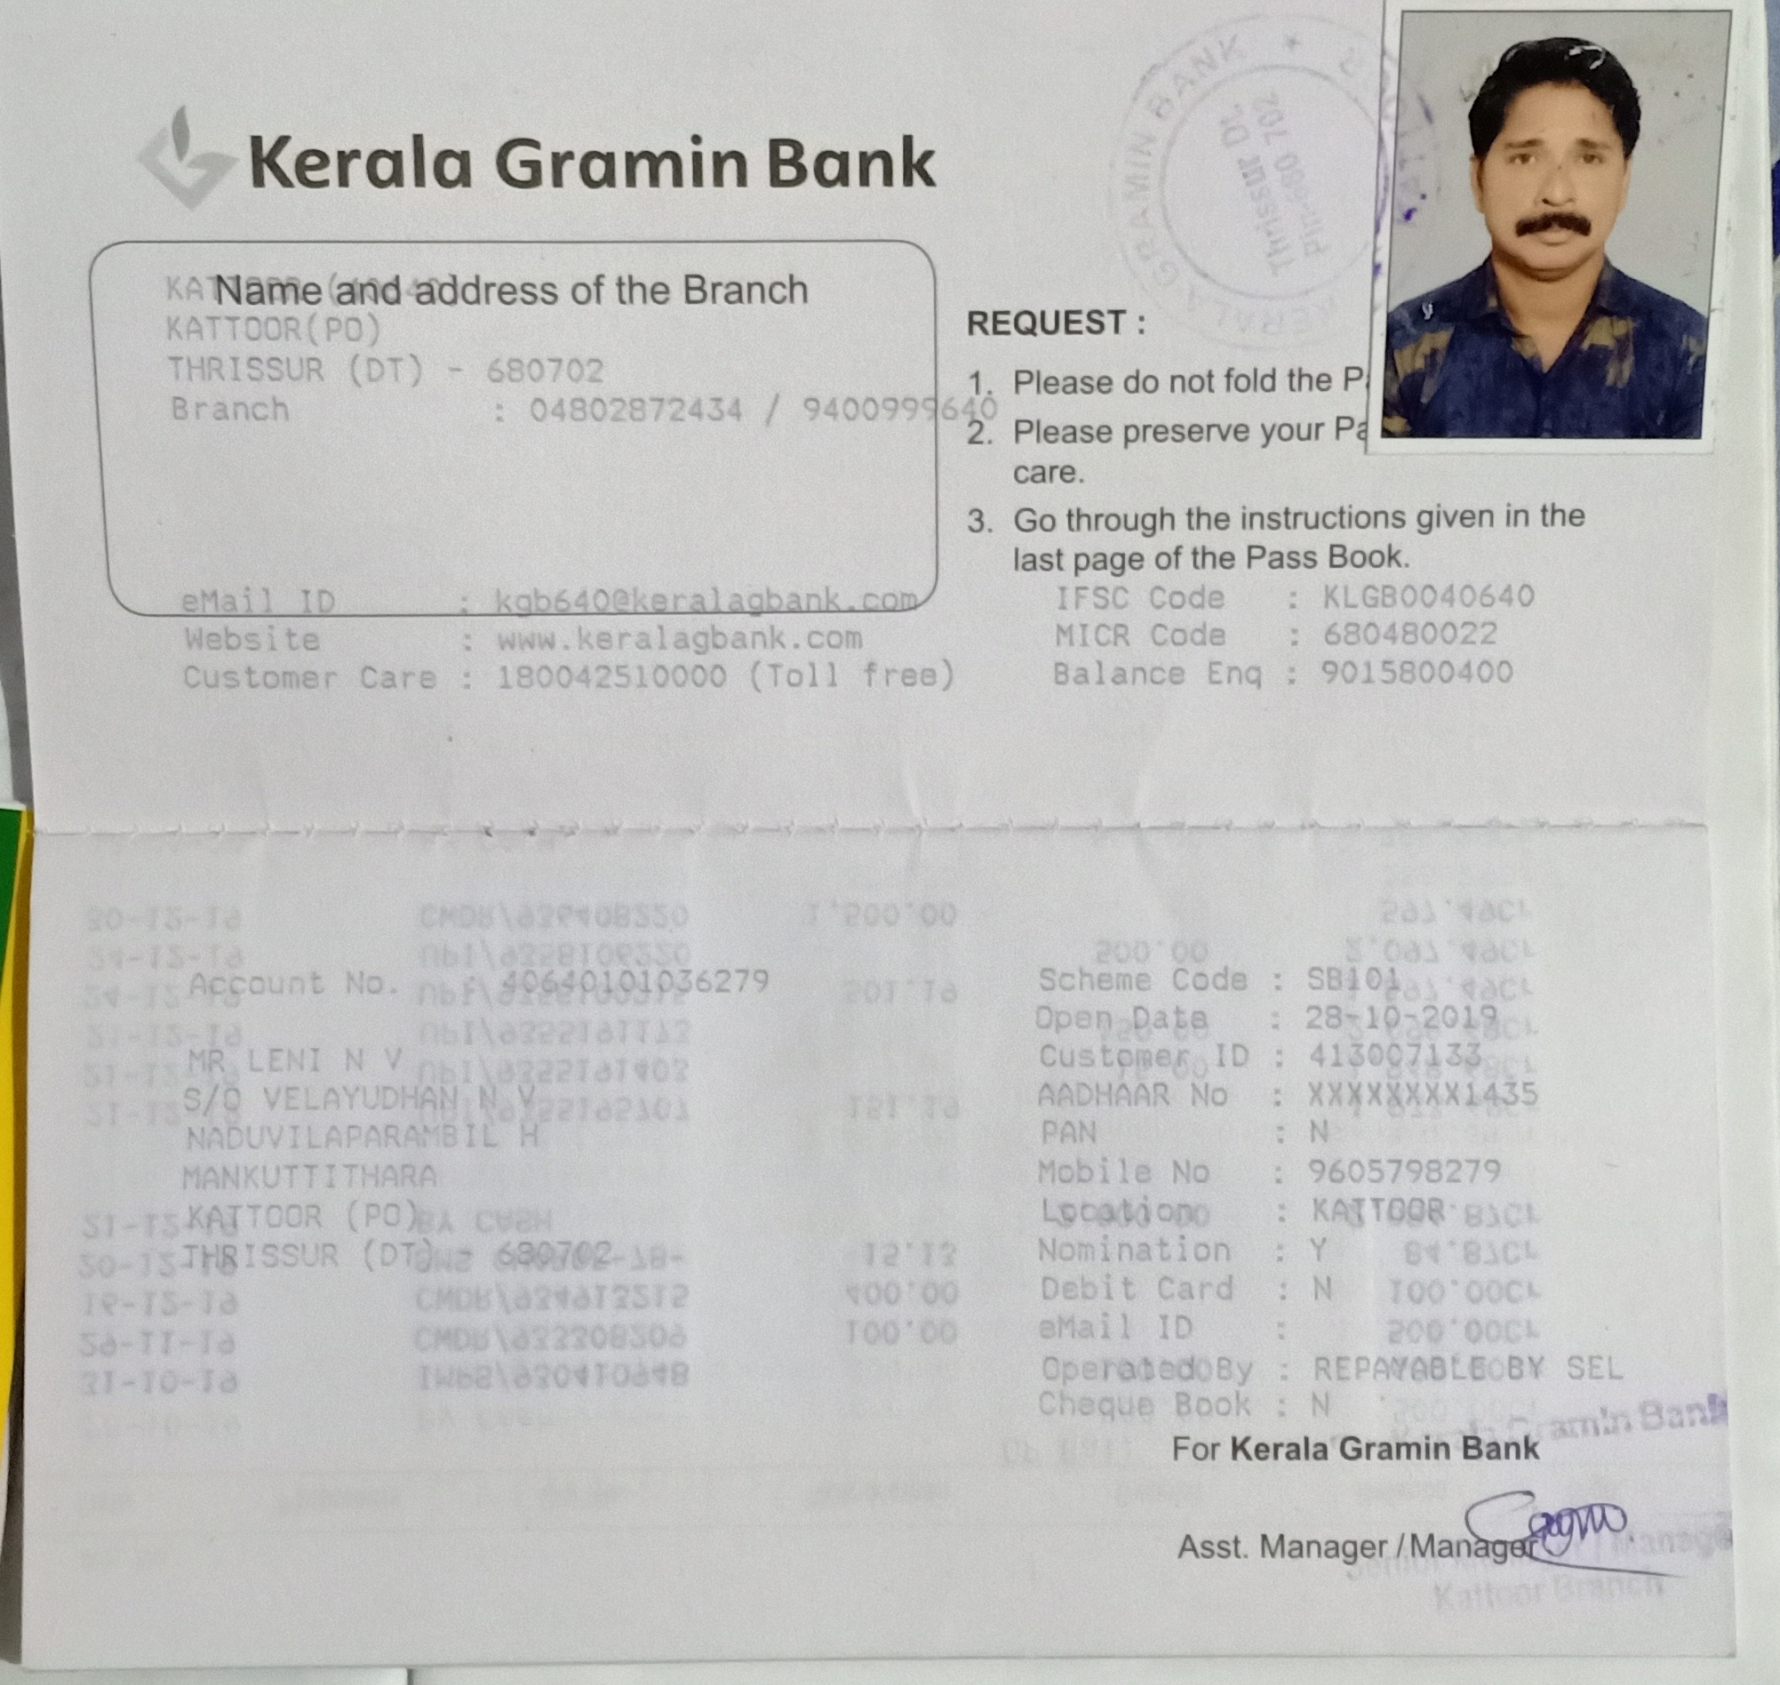 Kerala Gramin Bank
Name and address of the Branch
KATTOOR(PO)
THRISSUR (DT) - 680702
Branch : 04802872434 / 9400999640
eMail ID : kgb640@keralagbank.com
Website : www.keralagbank.com
Customer Care : 180042510000 (Toll free)
KERALA GRAMIN BANK
Thrissur Dt.
Pin-680 702
REQUEST :
1. Please do not fold the
2. Please preserve your
care.
3. Go through the instructions given in the
last page of the Pass Book.
IFSC Code : KLGB0040640
MICR Code : 680480022
Balance Enq : 9015800400
Account No. : 40640101036279
MR LENI N V
S/O VELAYUDHAN N V
NADUVILAPARAMBIL H
MANKUTTITHARA
KATTOOR (PO)
THRISSUR (DT) - 680702
Scheme Code : SB101
Open Date : 28-10-2019
Customer ID : 413007133
AADHAAR No : XXXXXXXX1435
PAN : N
Mobile No : 9605798279
Location : KATTOOR
Nomination : Y
Debit Card : N
eMail ID :
Operated By : REPAYABLE BY SEL
Cheque Book : N
Gramin Bank
For Kerala Gramin Bank
Asst. Manager / Manager
Manager
Kattoor Branch